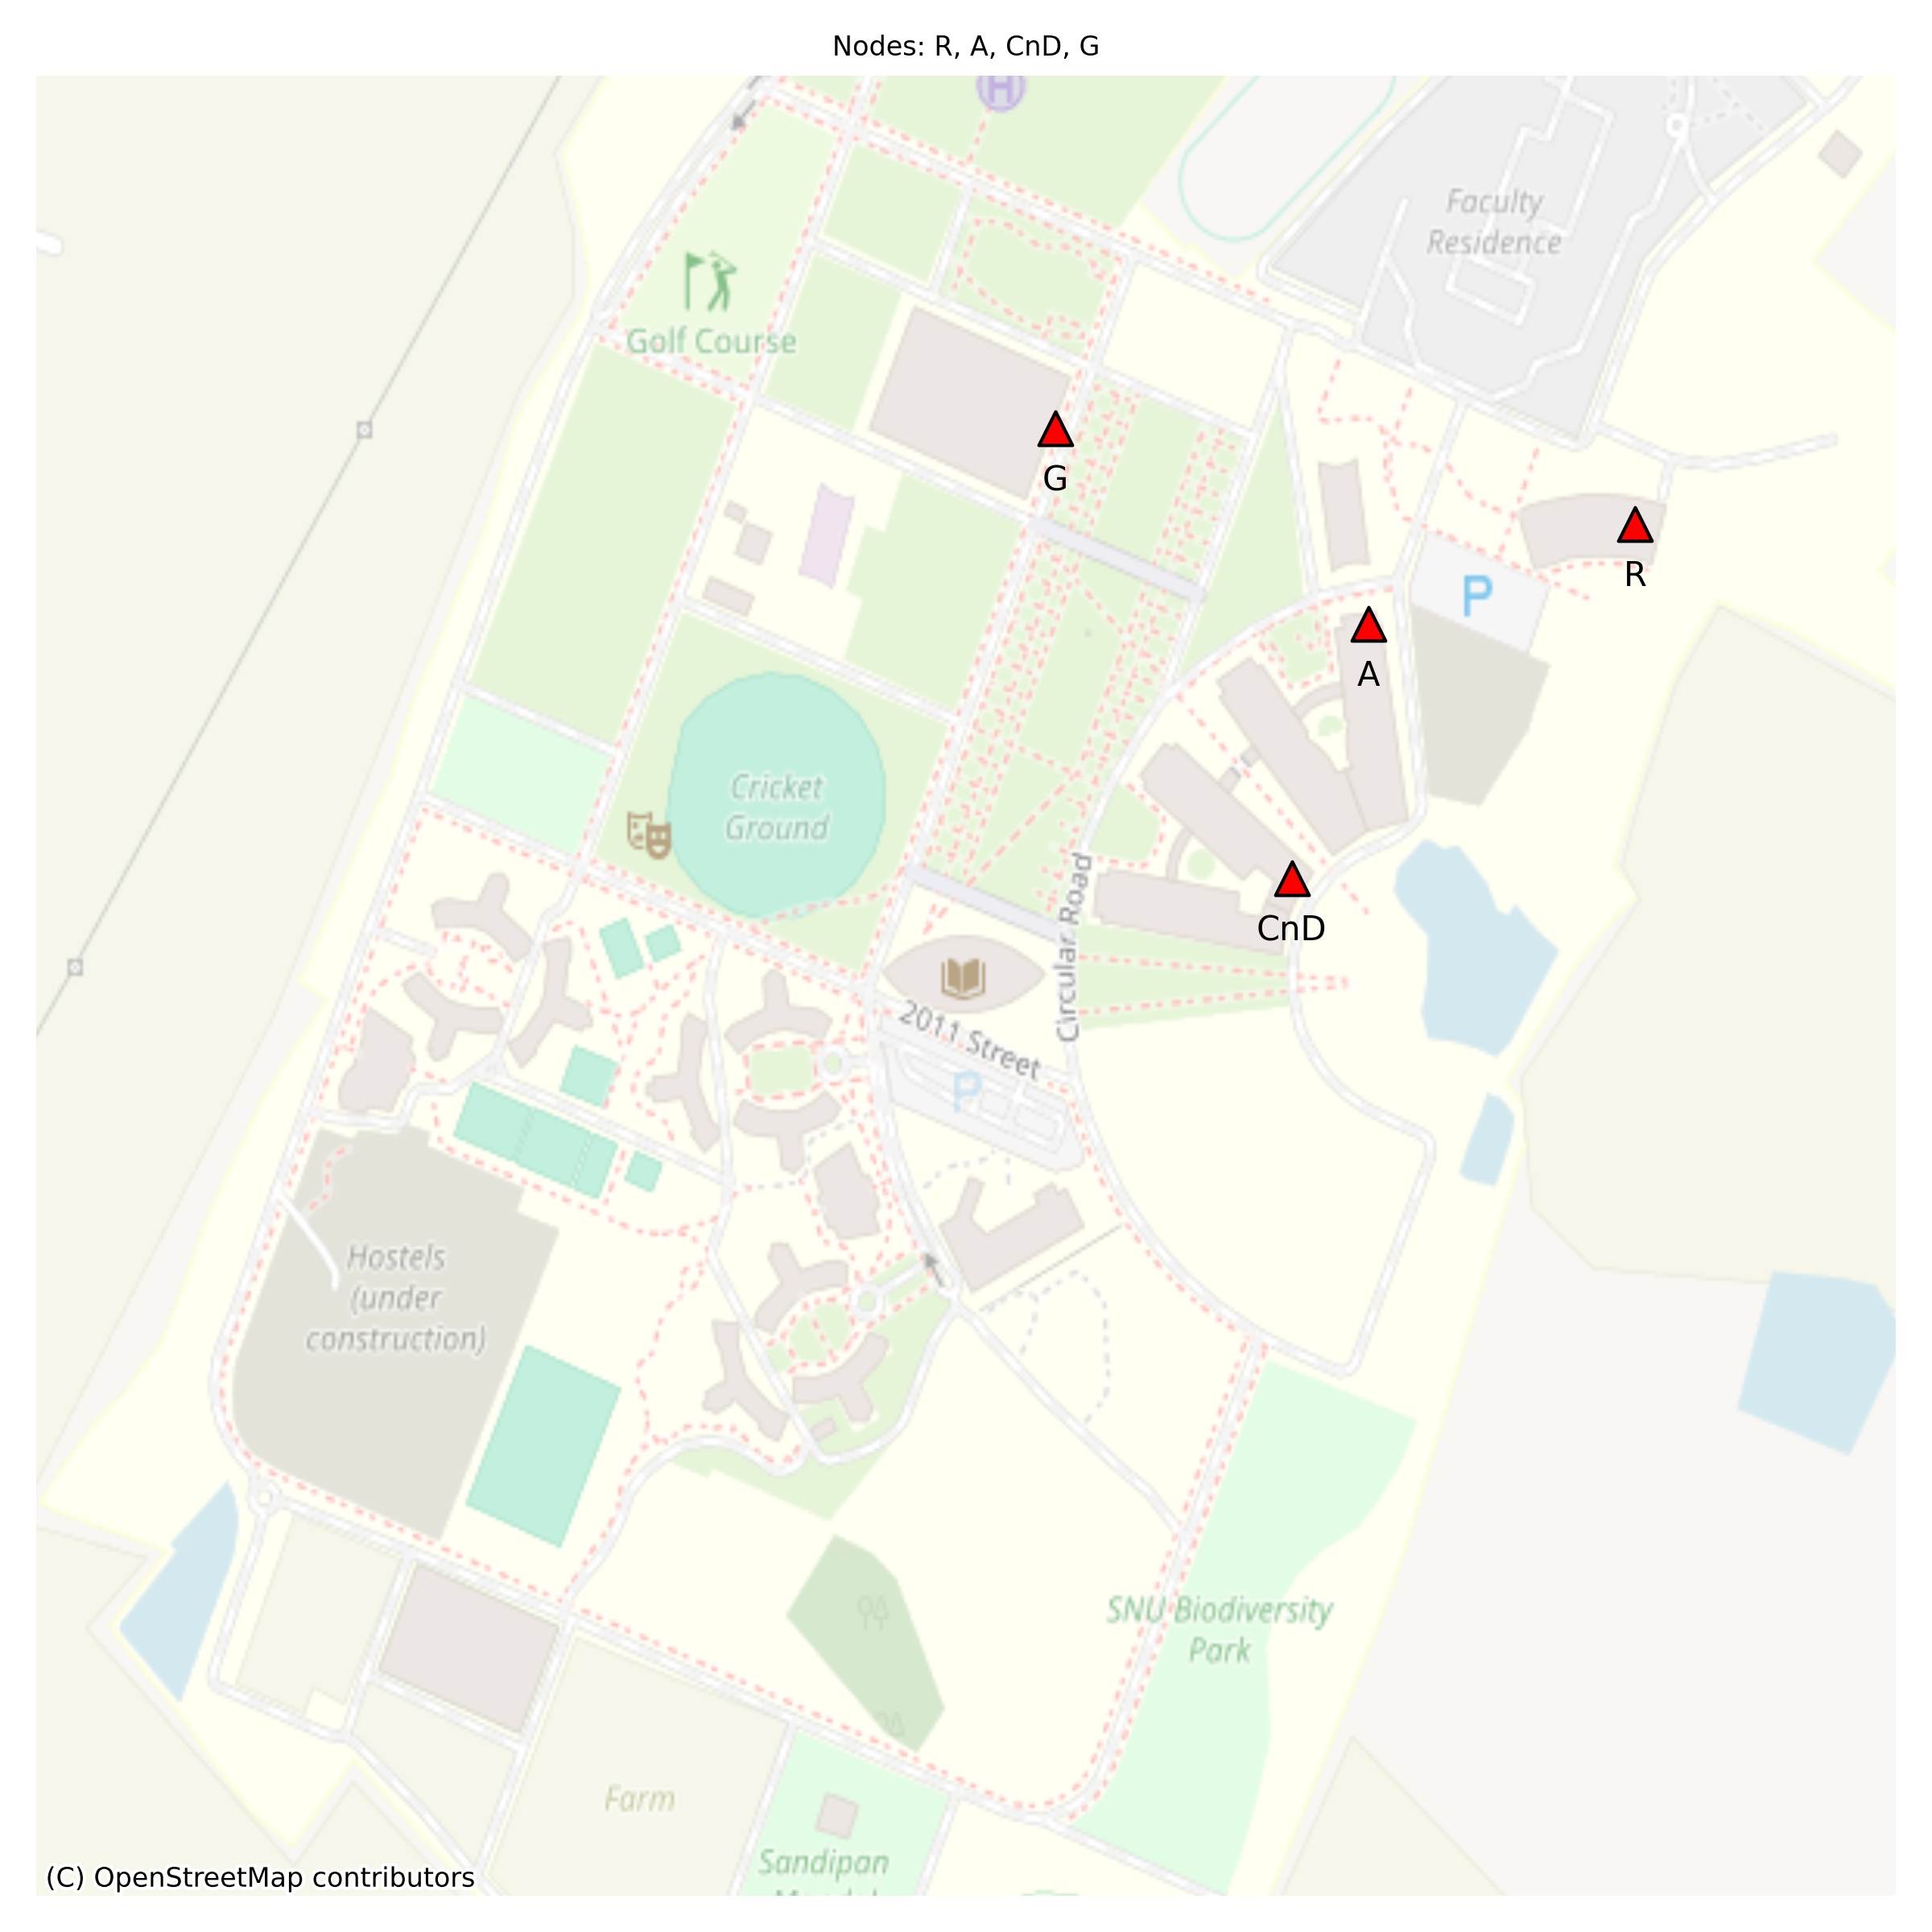 Nodes: R, A, CnD, G
H
Faculty
Residence
Golf Course
G
R
P
A
Cricket
Ground
CnD
Circular Road
2011 Street
P
Hostels
(under
construction)
SNU Biodiversity
Park
Farm
Sandipan
(C) OpenStreetMap contributors